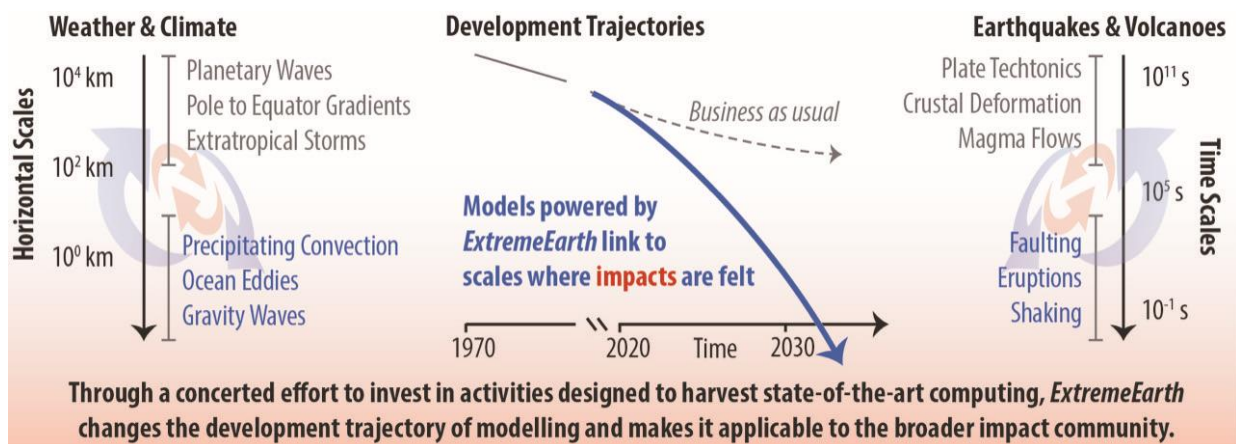 Weather & Climate
Horizontal Scales
10⁴ km
10² km
10⁰ km
Planetary Waves
Pole to Equator Gradients
Extratropical Storms
Precipitating Convection
Ocean Eddies
Gravity Waves
Development Trajectories
Business as usual
Models powered by
ExtremeEarth link to
scales where impacts are felt
1970
2020
Time
2030
Earthquakes & Volcanoes
Plate Techtonics
Crustal Deformation
Magma Flows
Faulting
Eruptions
Shaking
10¹¹ s
10⁵ s
10⁻¹ s
Time Scales
Through a concerted effort to invest in activities designed to harvest state-of-the-art computing, ExtremeEarth
changes the development trajectory of modelling and makes it applicable to the broader impact community.